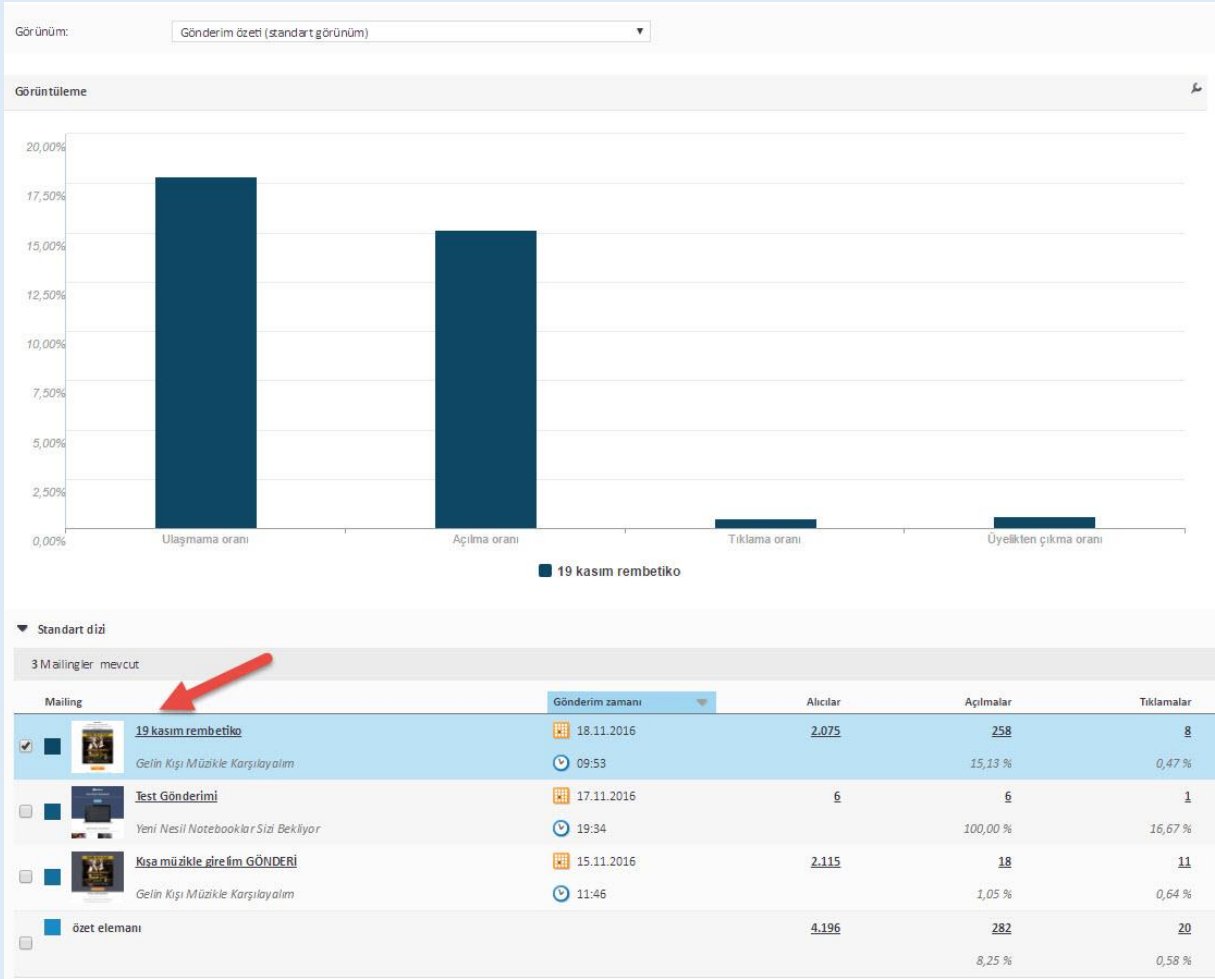 Görünüm:
Gönderim özeti (standart görünüm)
Görüntüleme
20,00%
17,50%
15,00%
12,50%
10,00%
7,50%
5,00%
2,50%
0,00%
Ulaşmama oranı Açılma oranı Tıklama oranı Üyelikten çıkma oranı
19 kasım rembetiko
Standart dizi
3 Mailingler mevcut
Mailing Gönderim zamanı Alıcılar Açılmalar Tıklamalar
19 kasım rembetiko 18.11.2016 2.075 258 8
Gelin Kışı Müzikle Karşılayalım 09:53 15,13 % 0,47 %
Test Gönderimi 17.11.2016 6 6 1
Yeni Nesil Notebooklar Sizi Bekliyor 19:34 100,00 % 16,67 %
Kışa müzikle girelim GÖNDERİ 15.11.2016 2.115 18 11
Gelin Kışı Müzikle Karşılayalım 11:46 1,05 % 0,64 %
özet elemanı 4.196 282 20
8,25 % 0,58 %